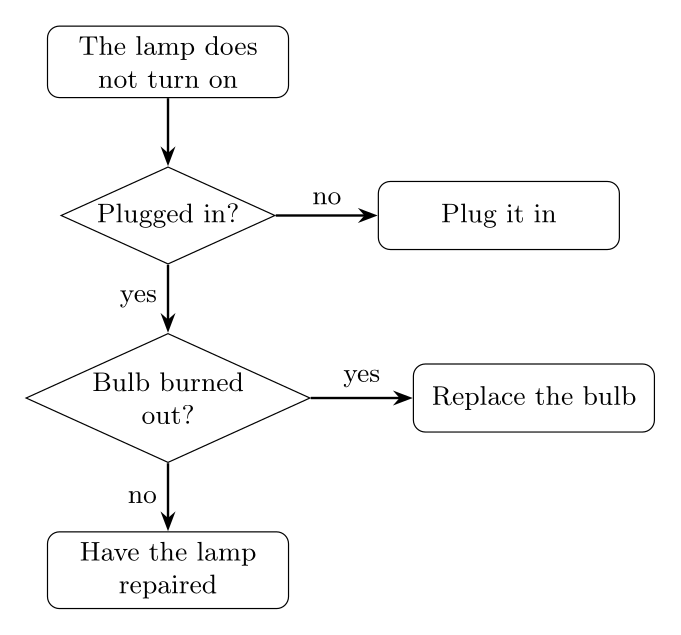 The lamp does
not turn on
Plugged in?
no
Plug it in
yes
Bulb burned
out?
yes
Replace the bulb
no
Have the lamp
repaired